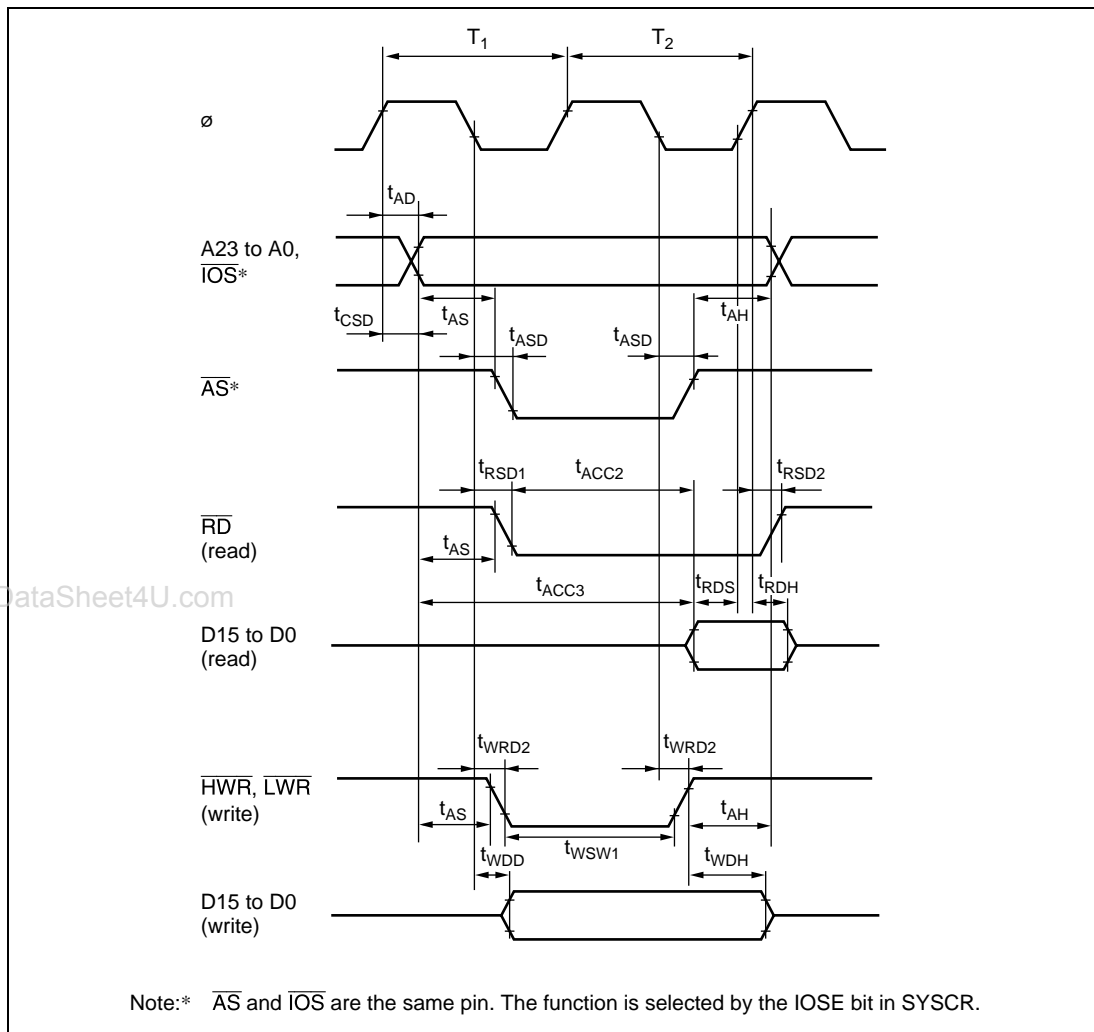 T1 T2
ø
tAD
A23 to A0,
IOS*
tCSD tAS tAH
tASD tASD
AS*
tRSD1 tACC2 tRSD2
RD
(read)
tAS
tACC3 tRDS tRDH
DataSheet4U.com
D15 to D0
(read)
tWRD2 tWRD2
HWR, LWR
(write)
tAS tAH
tWSW1
tWDD tWDH
D15 to D0
(write)
Note:* AS and IOS are the same pin. The function is selected by the IOSE bit in SYSCR.